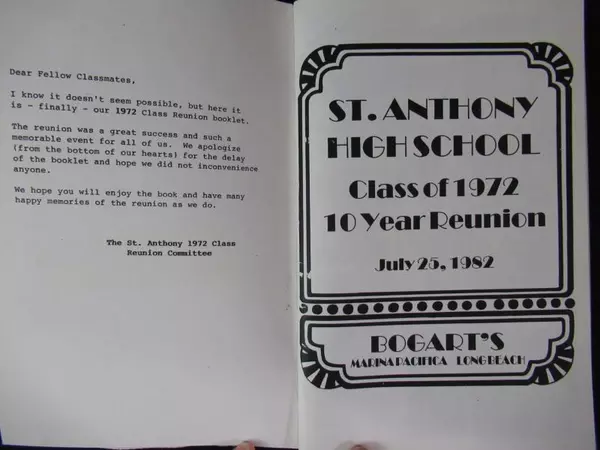 Dear Fellow Classmates,
I know it doesn't seem possible, but here it
is - finally - our 1972 Class Reunion booklet.
The reunion was a great success and such a
memorable event for all of us. We apologize
(from the bottom of our hearts) for the delay
of the booklet and hope we did not inconvenience
anyone.
We hope you will enjoy the book and have many
happy memories of the reunion as we do.
The St. Anthony 1972 Class
Reunion Committee
ST. ANTHONY
HIGH SCHOOL
Class of 1972
10 Year Reunion
July 25, 1982
BOGART'S
MARINA PACIFICA LONG BEACH